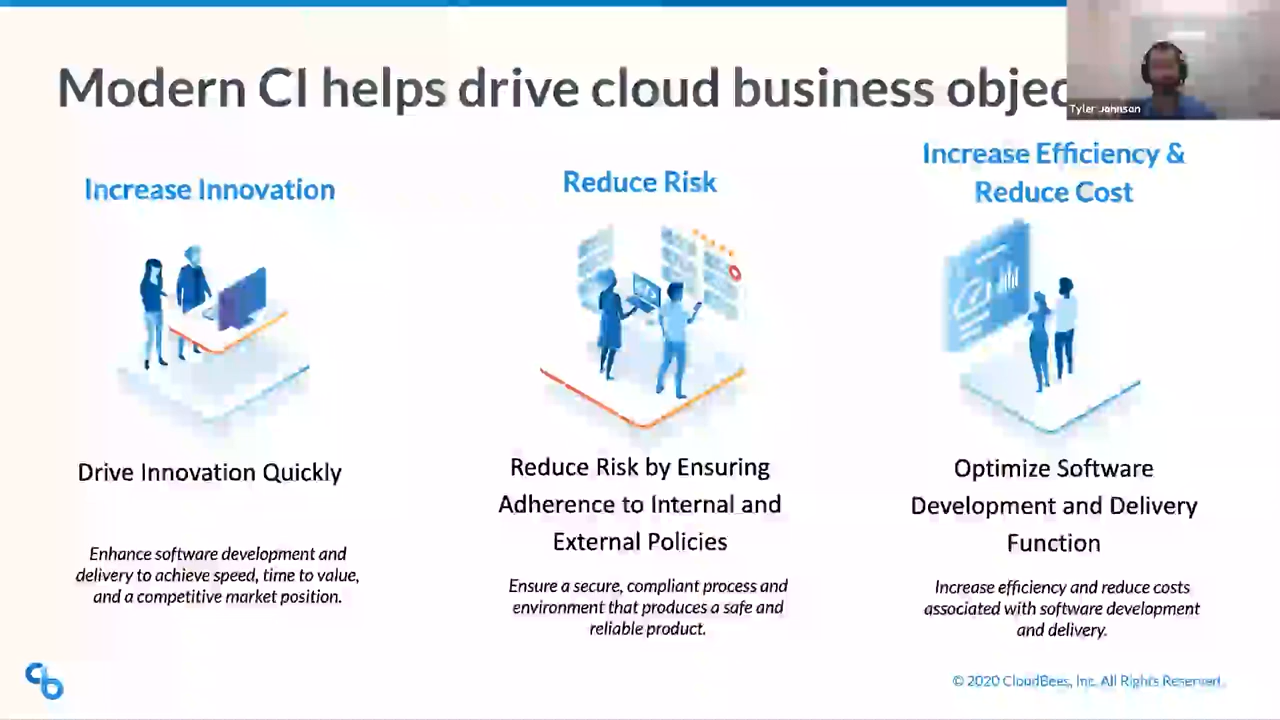 Modern CI helps drive cloud business objec
Tyler Johnson
Increase Innovation
Drive Innovation Quickly
Enhance software development and
delivery to achieve speed, time to value,
and a competitive market position.
Reduce Risk
Reduce Risk by Ensuring
Adherence to Internal and
External Policies
Ensure a secure, compliant process and
environment that produces a safe and
reliable product.
Increase Efficiency &
Reduce Cost
Optimize Software
Development and Delivery
Function
Increase efficiency and reduce costs
associated with software development
and delivery.
© 2020 CloudBees, Inc. All Rights Reserved.